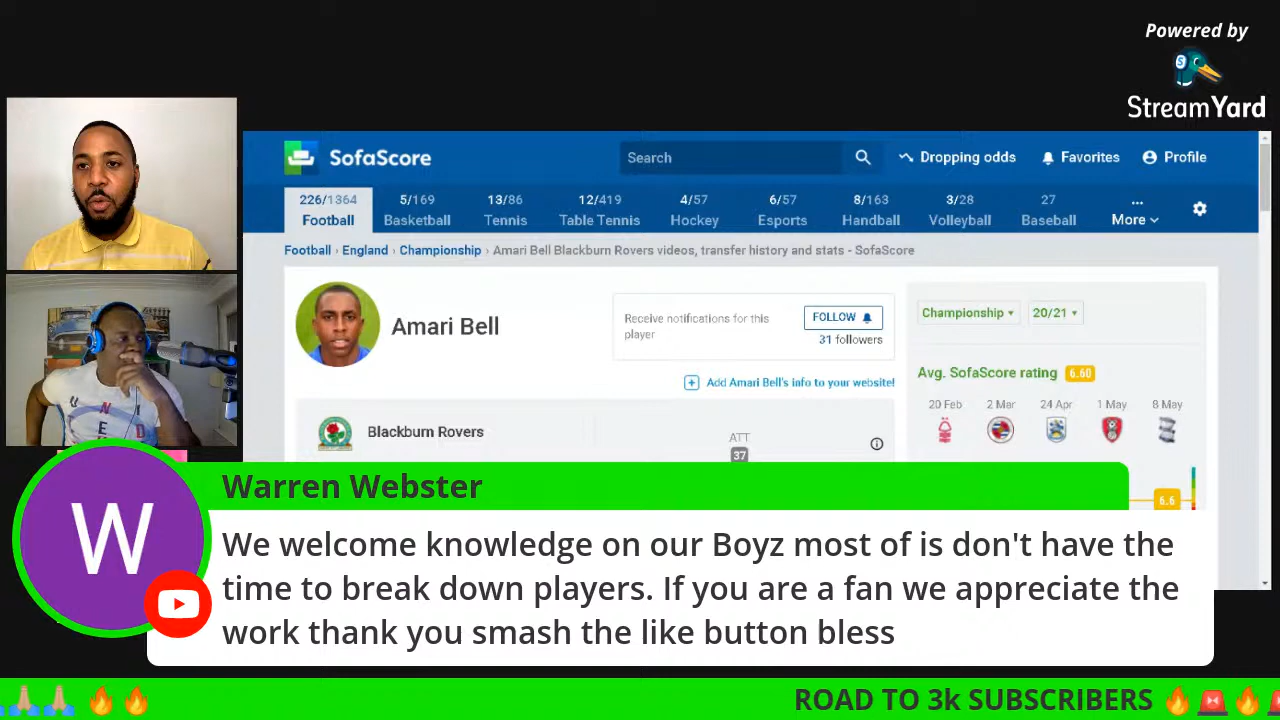 Powered by
StreamYard
SofaScore
Search
Dropping odds
Favorites
Profile
226/1364
Football
5/169
Basketball
13/86
Tennis
12/419
Table Tennis
4/57
Hockey
6/57
Esports
8/163
Handball
3/28
Volleyball
27
Baseball
...
More
Football › England › Championship › Amari Bell Blackburn Rovers videos, transfer history and stats - SofaScore
Amari Bell
Receive notifications for this
player
FOLLOW
31 followers
Add Amari Bell's info to your website!
Blackburn Rovers
ATT
37
Championship
20/21
Avg. SofaScore rating 6.60
20 Feb 2 Mar 24 Apr 1 May 8 May
6.6
UNITED
W
Warren Webster
We welcome knowledge on our Boyz most of is don't have the
time to break down players. If you are a fan we appreciate the
work thank you smash the like button bless
ROAD TO 3k SUBSCRIBERS